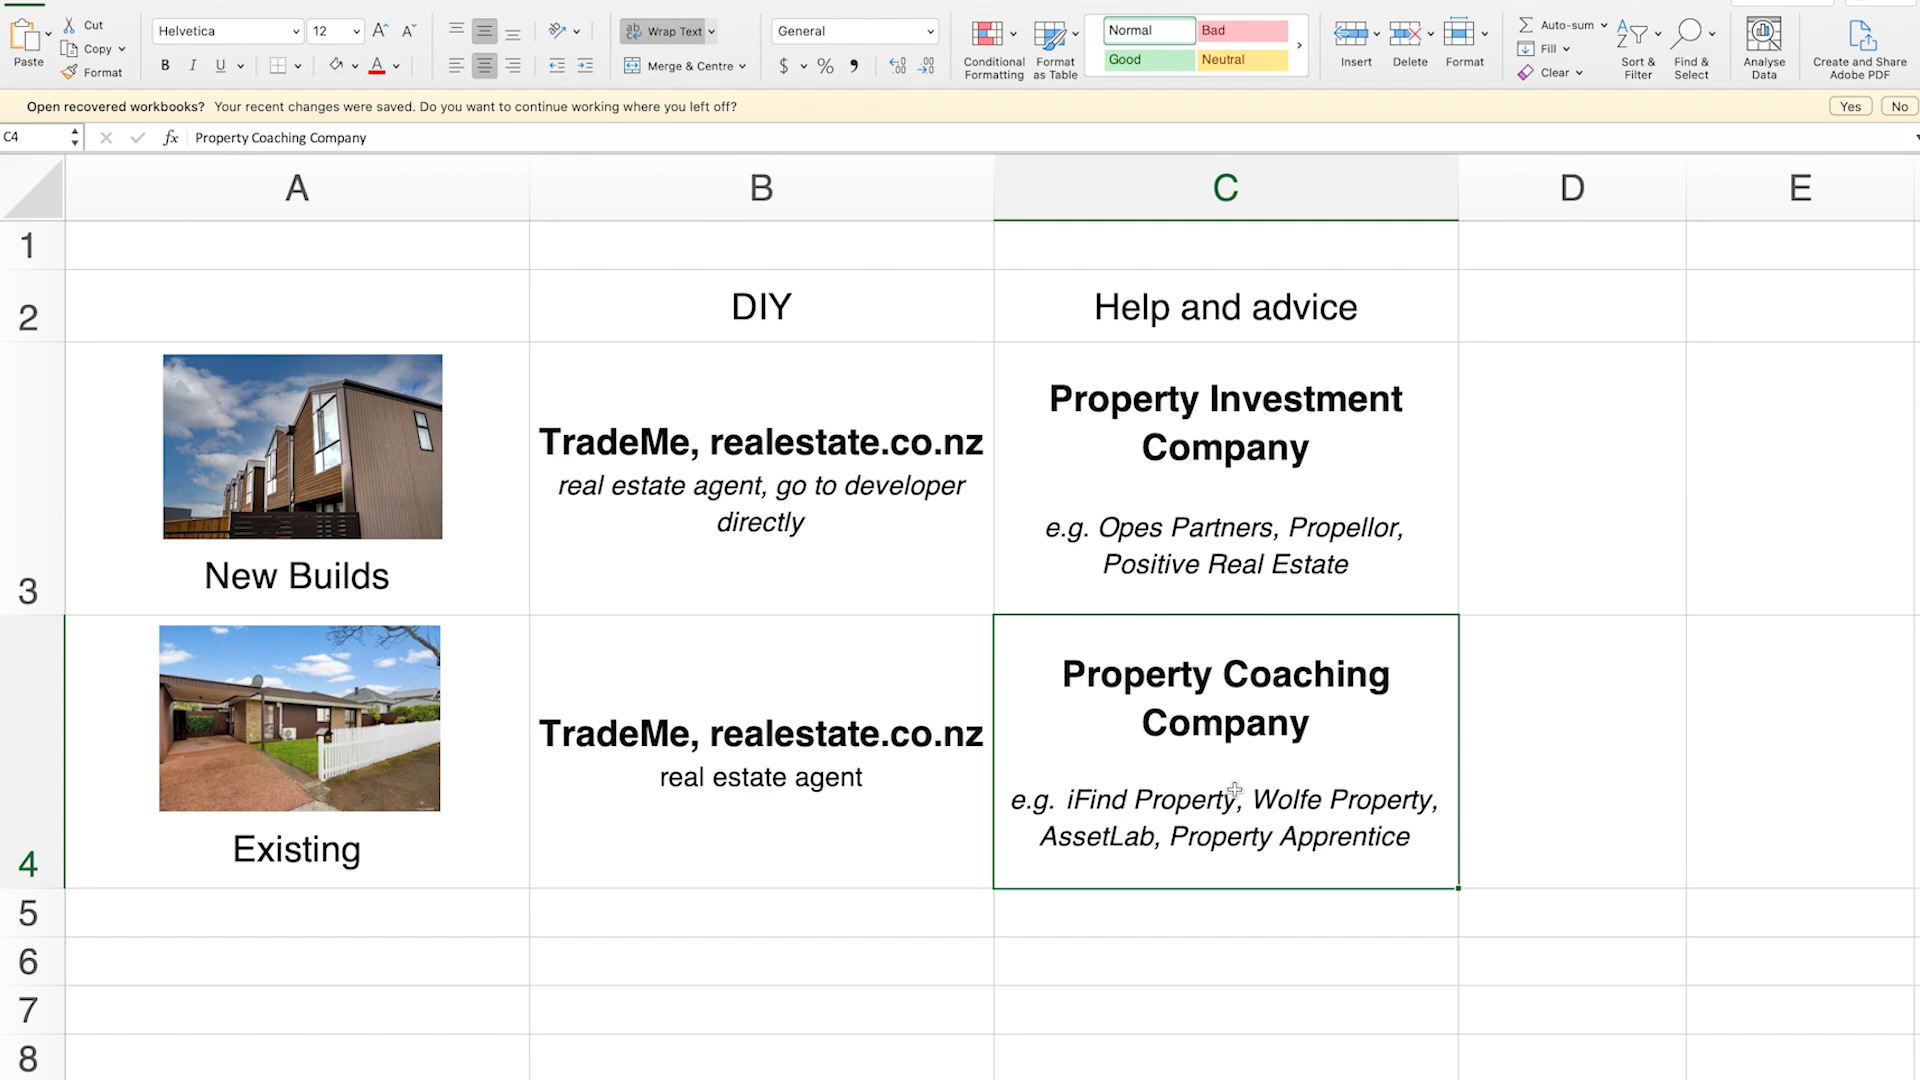 Cut
Helvetica
12
General
Wrap Text
Normal
Bad
Auto-sum
Copy
Fill
Paste
Format
B I U
A
Merge & Centre
$ %
Good
Neutral
Clear
Conditional Formatting
Format as Table
Insert
Delete
Format
Sort & Filter
Find & Select
Analyse Data
Create and Share Adobe PDF
Open recovered workbooks? Your recent changes were saved. Do you want to continue working where you left off?
Yes
No
C4
fx
Property Coaching Company
A
B
C
D
E
1
2
DIY
Help and advice
3
New Builds
TradeMe, realestate.co.nz
real estate agent, go to developer
directly
Property Investment
Company
e.g. Opes Partners, Propellor,
Positive Real Estate
4
Existing
TradeMe, realestate.co.nz
real estate agent
Property Coaching
Company
e.g. iFind Property, Wolfe Property,
AssetLab, Property Apprentice
5
6
7
8